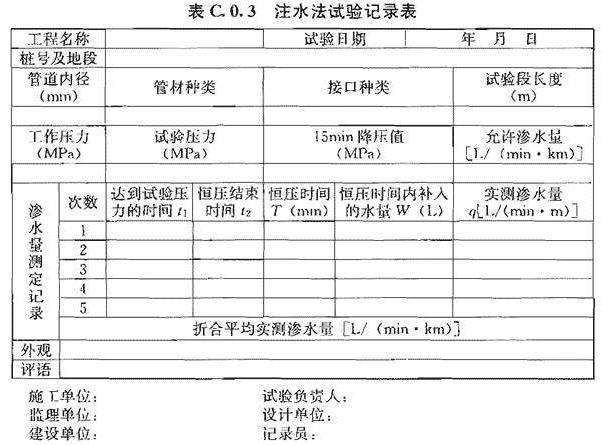 表 C.0.3 注水法试验记录表
工程名称 试验日期 年 月 日
桩号及地段
管道内径 管材种类 接口种类 试验段长度
(mm) (m)
工作压力 试验压力 15min 降压值 允许渗水量
(MPa) (MPa) (MPa) [L/(min·km)]
渗水量测定记录
次数 达到试验压力的时间 t₁ 恒压结束时间 t₂ 恒压时间 T (min) 恒压时间内补入的水量 W (L) 实测渗水量 q[L/(min·m)]
1
2
3
4
5
折合平均实测渗水量 [L/(min·km)]
外观
评语
施工单位: 试验负责人:
监理单位: 设计单位:
建设单位: 记录员: